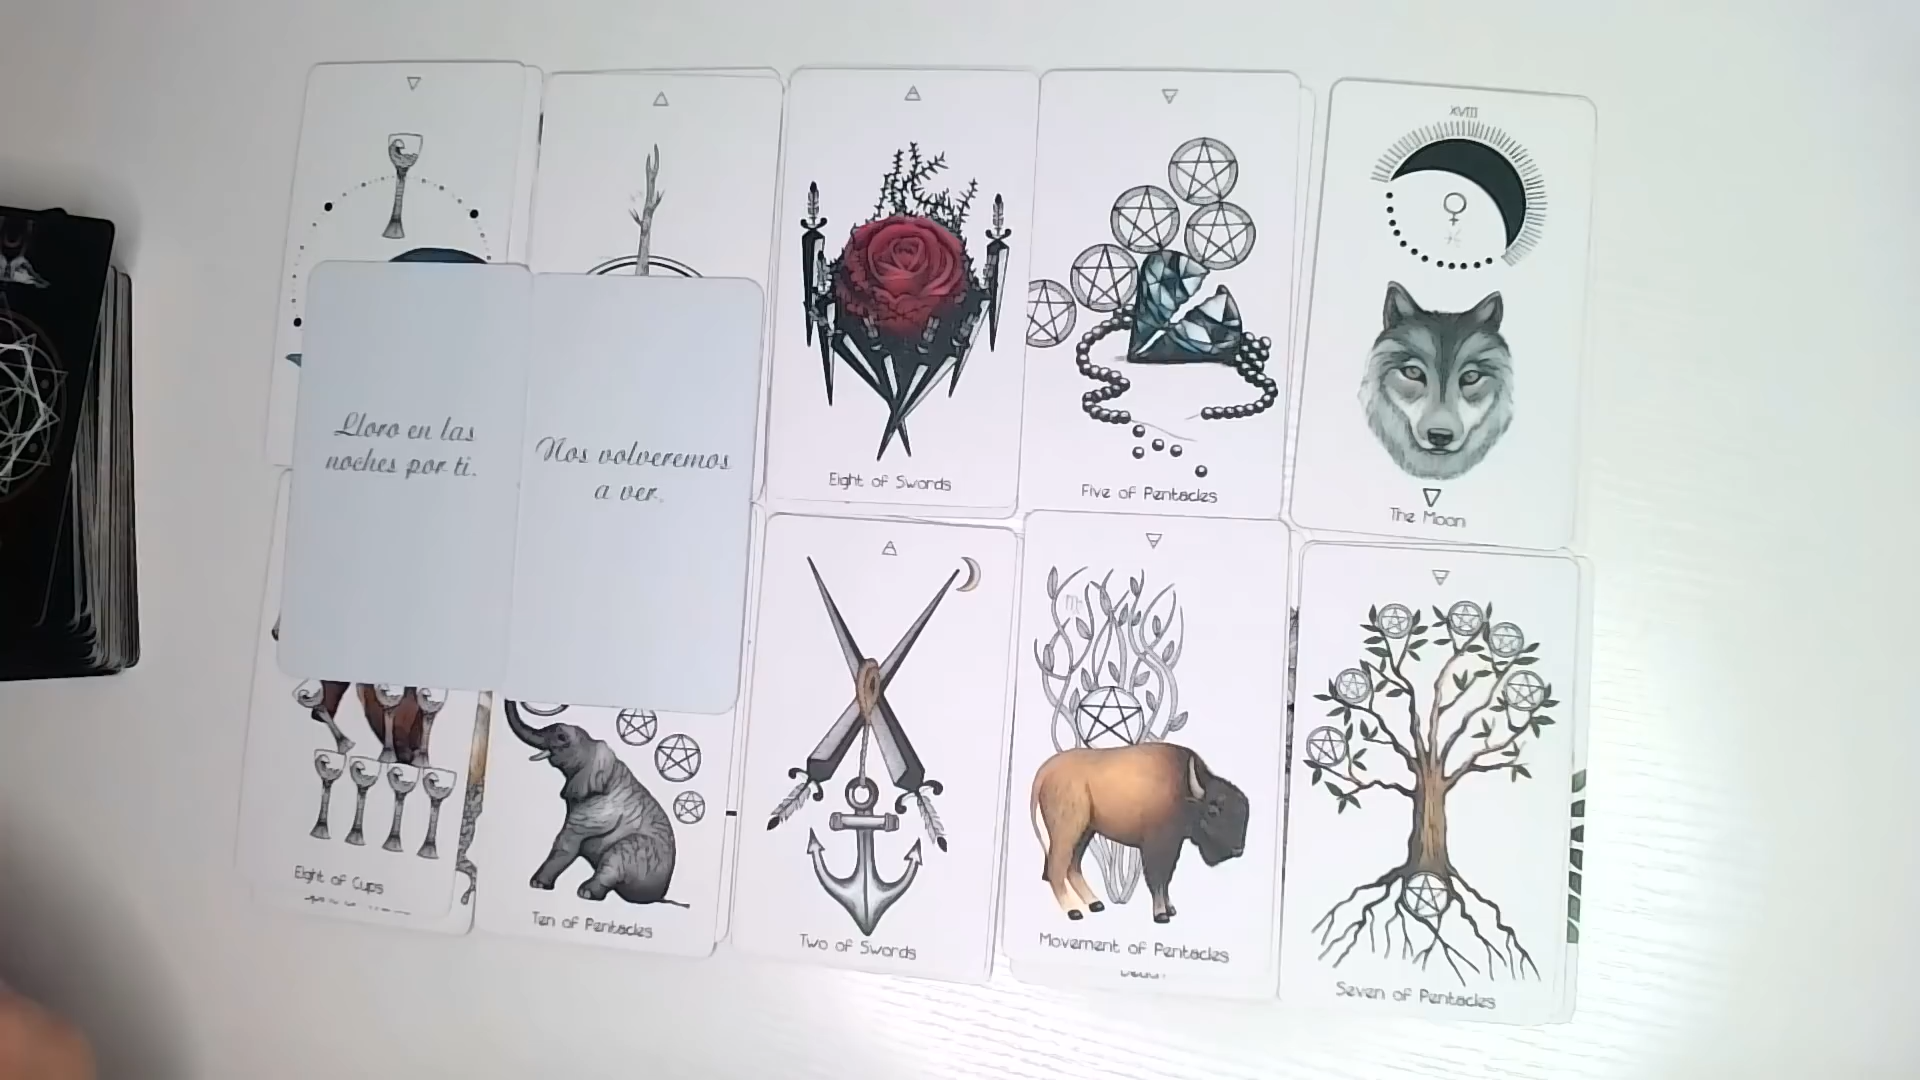 XVIII
Lloro en las
noches por ti.
Nos volveremos
a ver.
Eight of Swords
Five of Pentacles
The Moon
Eight of Cups
Ten of Pentacles
Two of Swords
Movement of Pentacles
Seven of Pentacles